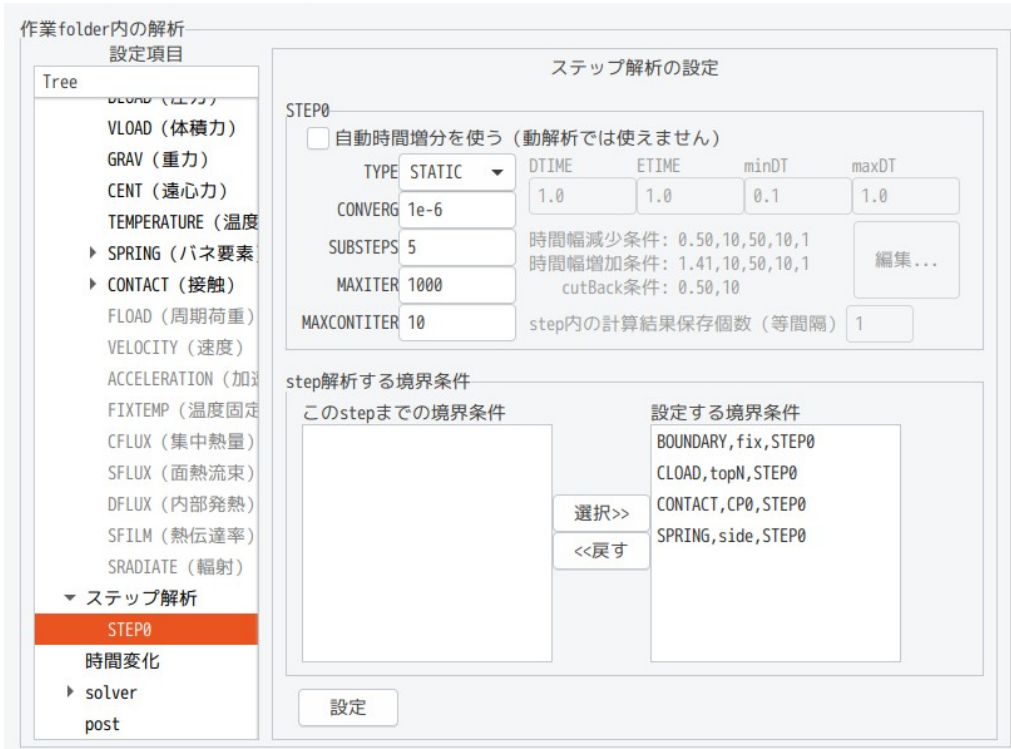 作業folder内の解析
設定項目
Tree
DLOAD (圧力)
VLOAD (体積力)
GRAV (重力)
CENT (遠心力)
TEMPERATURE (温度
SPRING (バネ要素)
CONTACT (接触)
FLOAD (周期荷重)
VELOCITY (速度)
ACCELERATION (加速
FIXTEMP (温度固定
CFLUX (集中熱量)
SFLUX (面熱流束)
DFLUX (内部発熱)
SFILM (熱伝達率)
SRADIATE (輻射)
ステップ解析
STEP0
時間変化
solver
post
ステップ解析の設定
STEP0
自動時間増分を使う (動解析では使えません)
TYPE STATIC
CONVERG 1e-6
SUBSTEPS 5
MAXITER 1000
MAXCONTITER 10
DTIME ETIME minDT maxDT
1.0 1.0 0.1 1.0
時間幅減少条件: 0.50,10,50,10,1
時間幅増加条件: 1.41,10,50,10,1
cutBack条件: 0.50,10
編集...
step内の計算結果保存個数 (等間隔) 1
step解析する境界条件
このstepまでの境界条件
選択>>
<<戻す
設定する境界条件
BOUNDARY,fix,STEP0
CLOAD,topN,STEP0
CONTACT,CP0,STEP0
SPRING,side,STEP0
設定